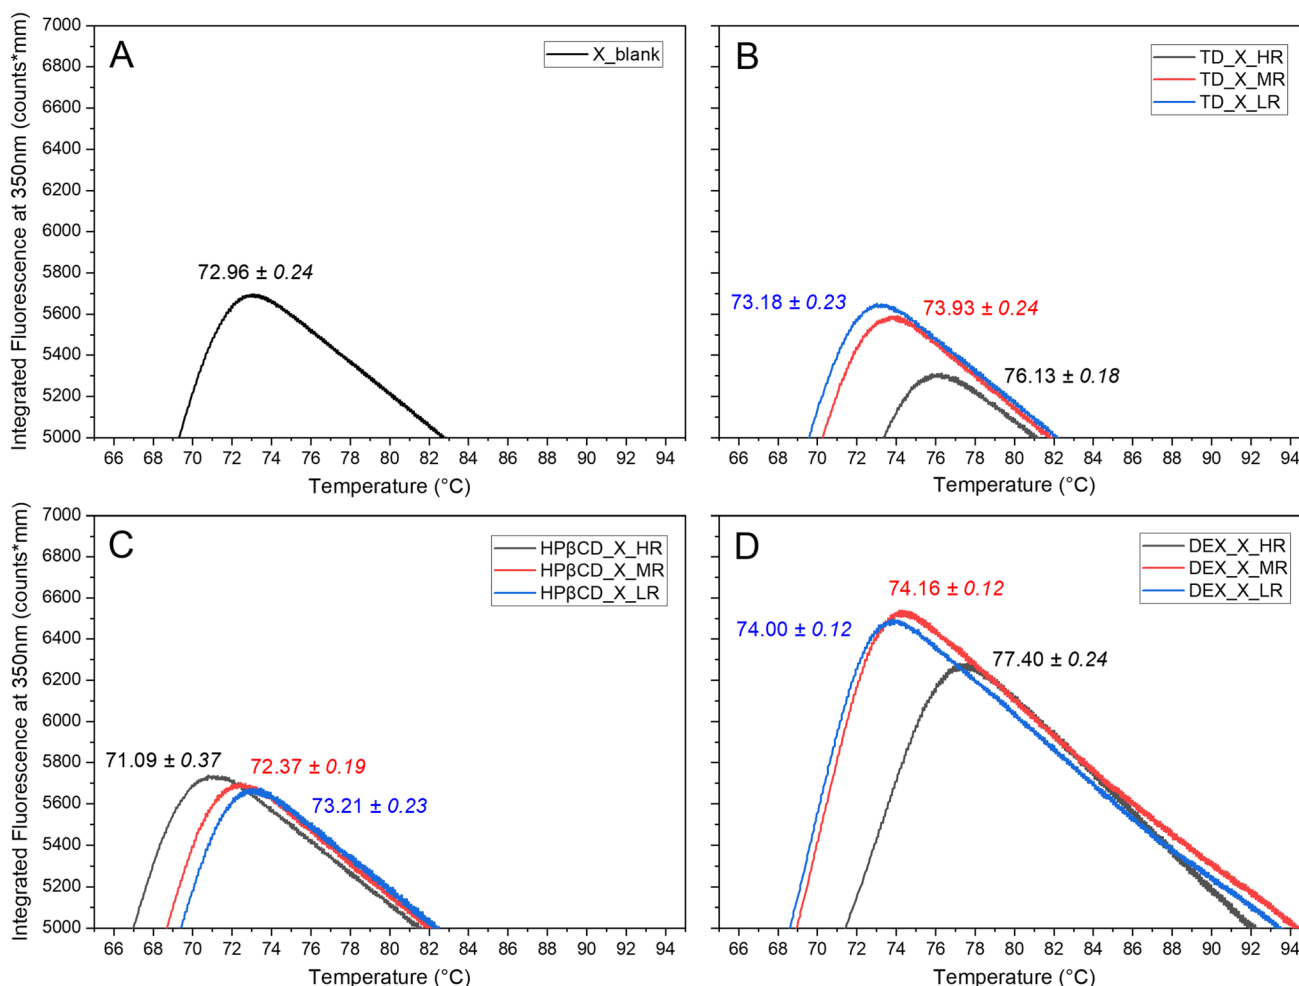 A
X_blank
Integrated Fluorescence at 350nm (counts*mm)
7000
6800
6600
6400
6200
6000
5800
5600
5400
5200
5000
72.96 ± 0.24
66 68 70 72 74 76 78 80 82 84 86 88 90 92 94
Temperature (°C)
B
TD_X_HR
TD_X_MR
TD_X_LR
73.18 ± 0.23
73.93 ± 0.24
76.13 ± 0.18
66 68 70 72 74 76 78 80 82 84 86 88 90 92 94
Temperature (°C)
C
HPβCD_X_HR
HPβCD_X_MR
HPβCD_X_LR
Integrated Fluorescence at 350nm (counts*mm)
7000
6800
6600
6400
6200
6000
5800
5600
5400
5200
5000
71.09 ± 0.37
72.37 ± 0.19
73.21 ± 0.23
66 68 70 72 74 76 78 80 82 84 86 88 90 92 94
Temperature (°C)
D
DEX_X_HR
DEX_X_MR
DEX_X_LR
74.16 ± 0.12
74.00 ± 0.12
77.40 ± 0.24
66 68 70 72 74 76 78 80 82 84 86 88 90 92 94
Temperature (°C)